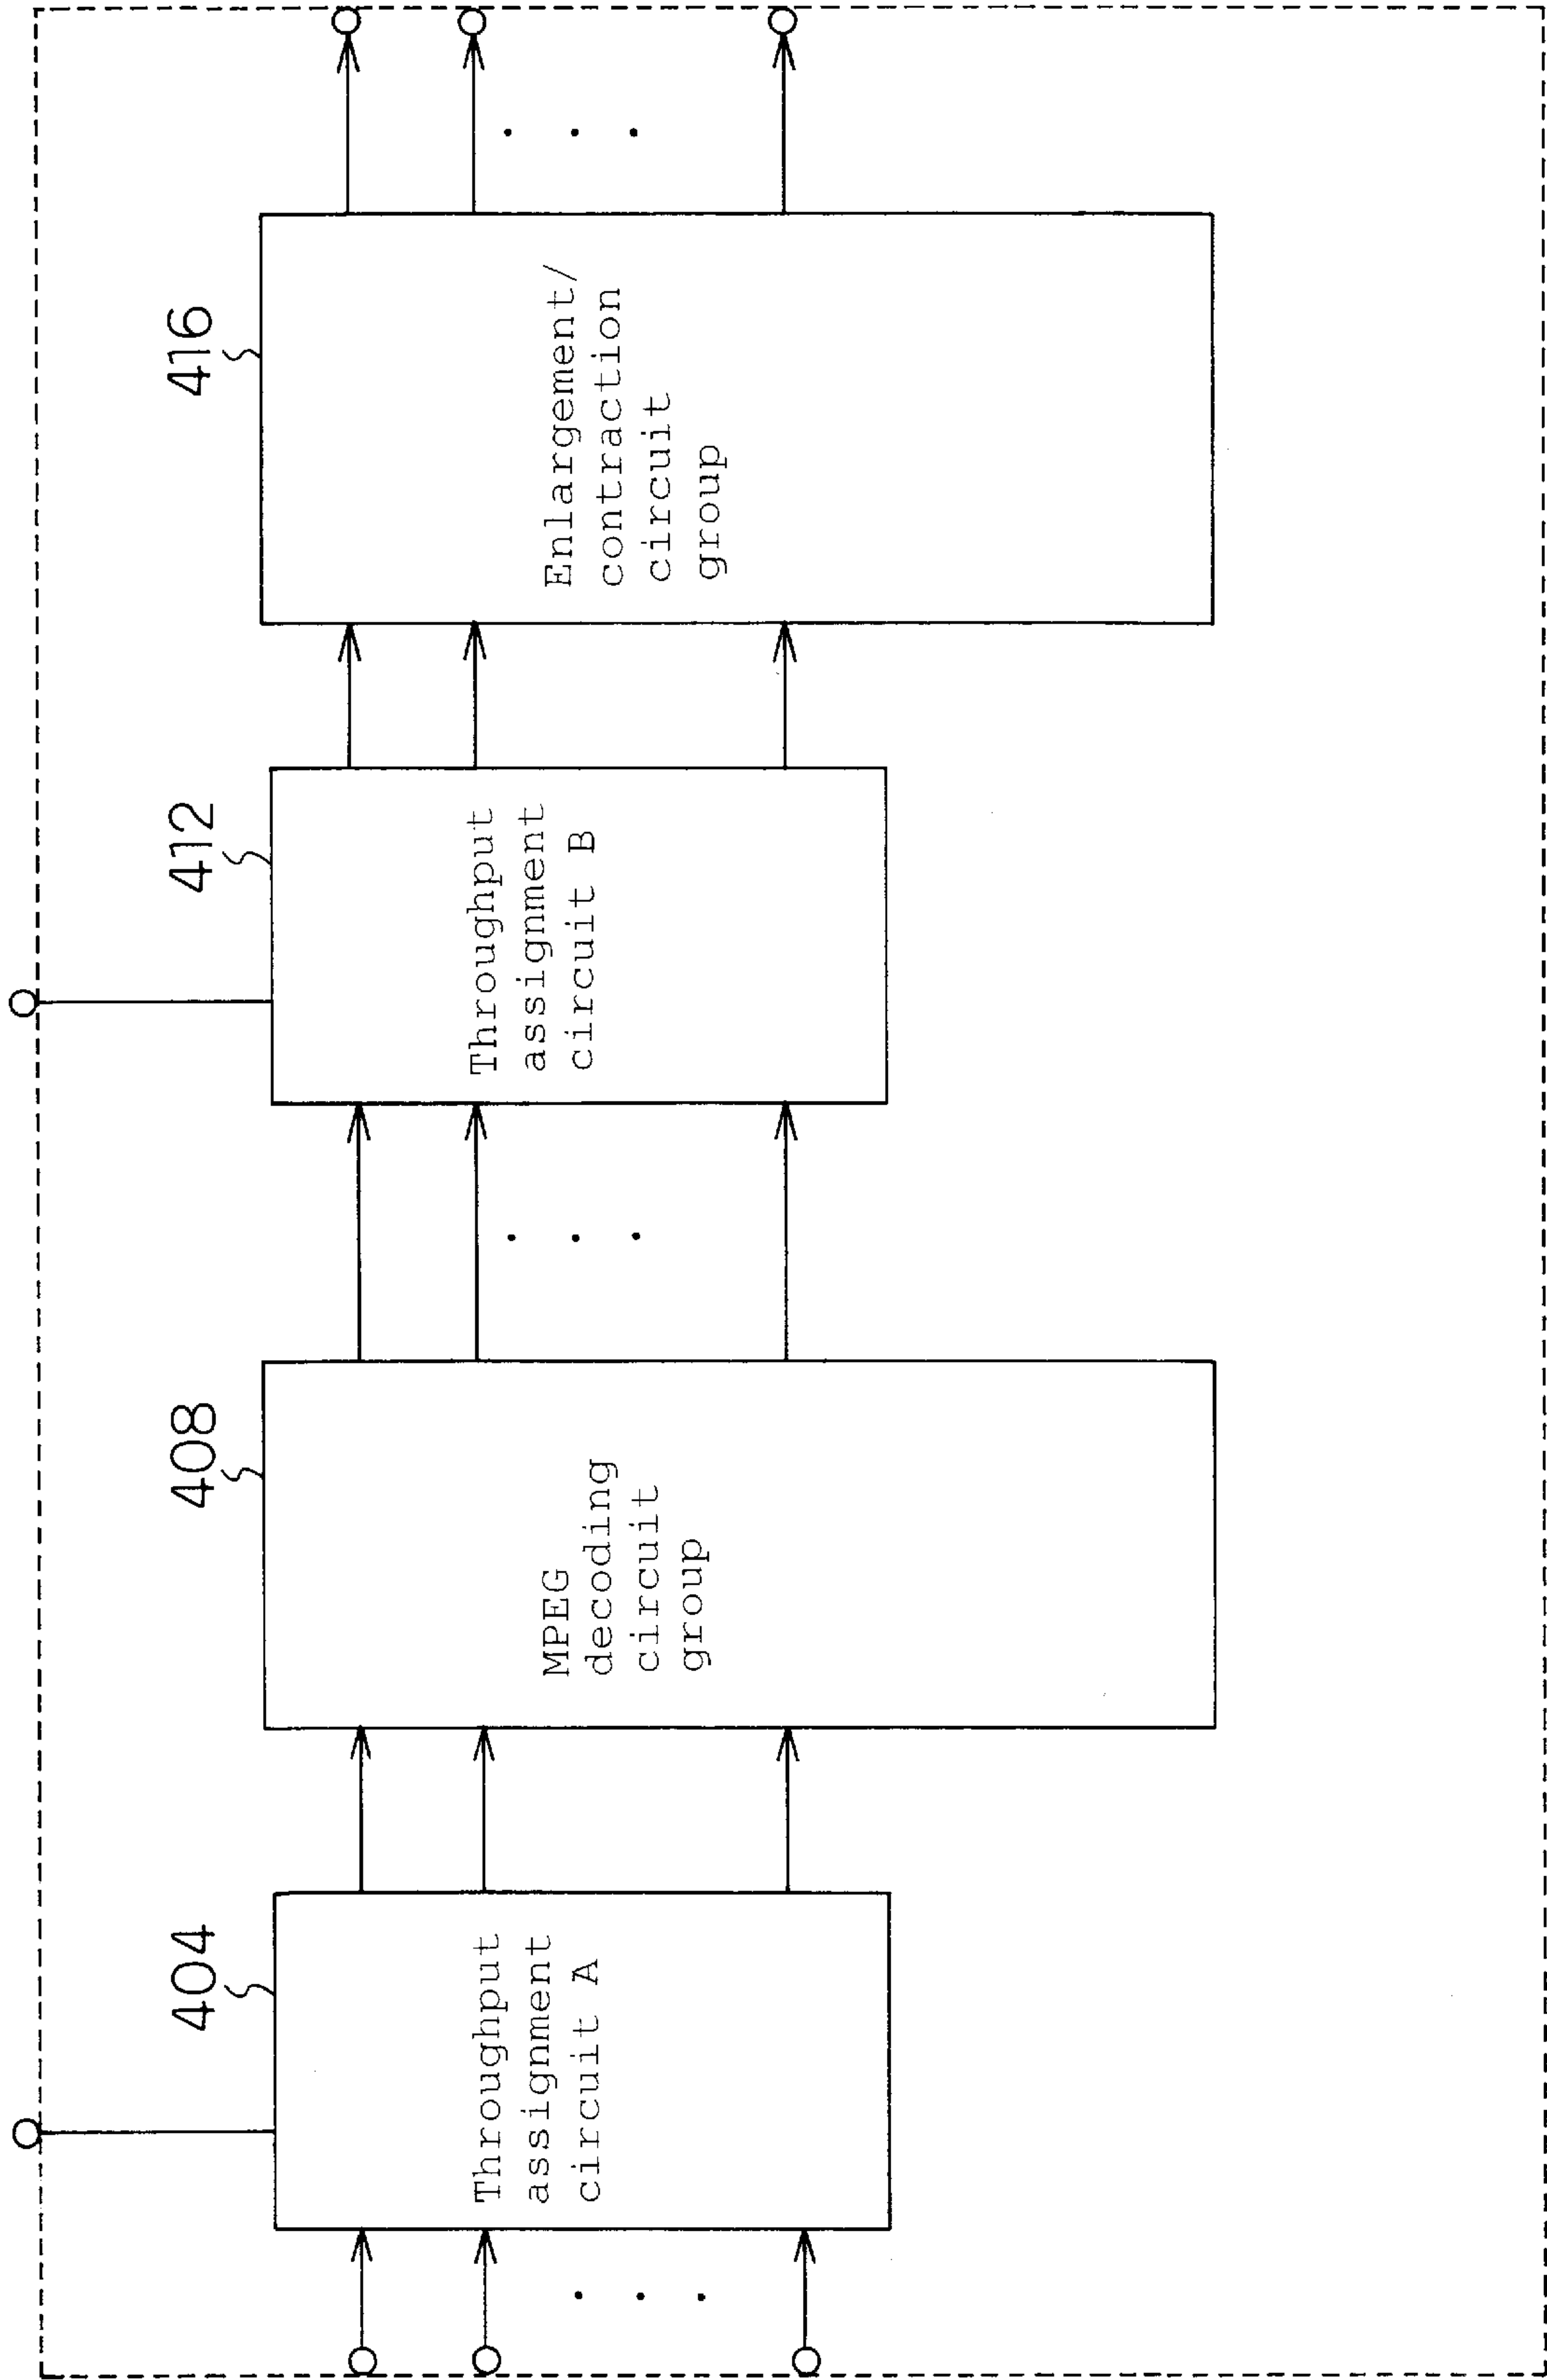 404
Throughput
assignment
circuit A
408
MPEG
decoding
circuit
group
412
Throughput
assignment
circuit B
416
Enlargement/
contraction
circuit
group